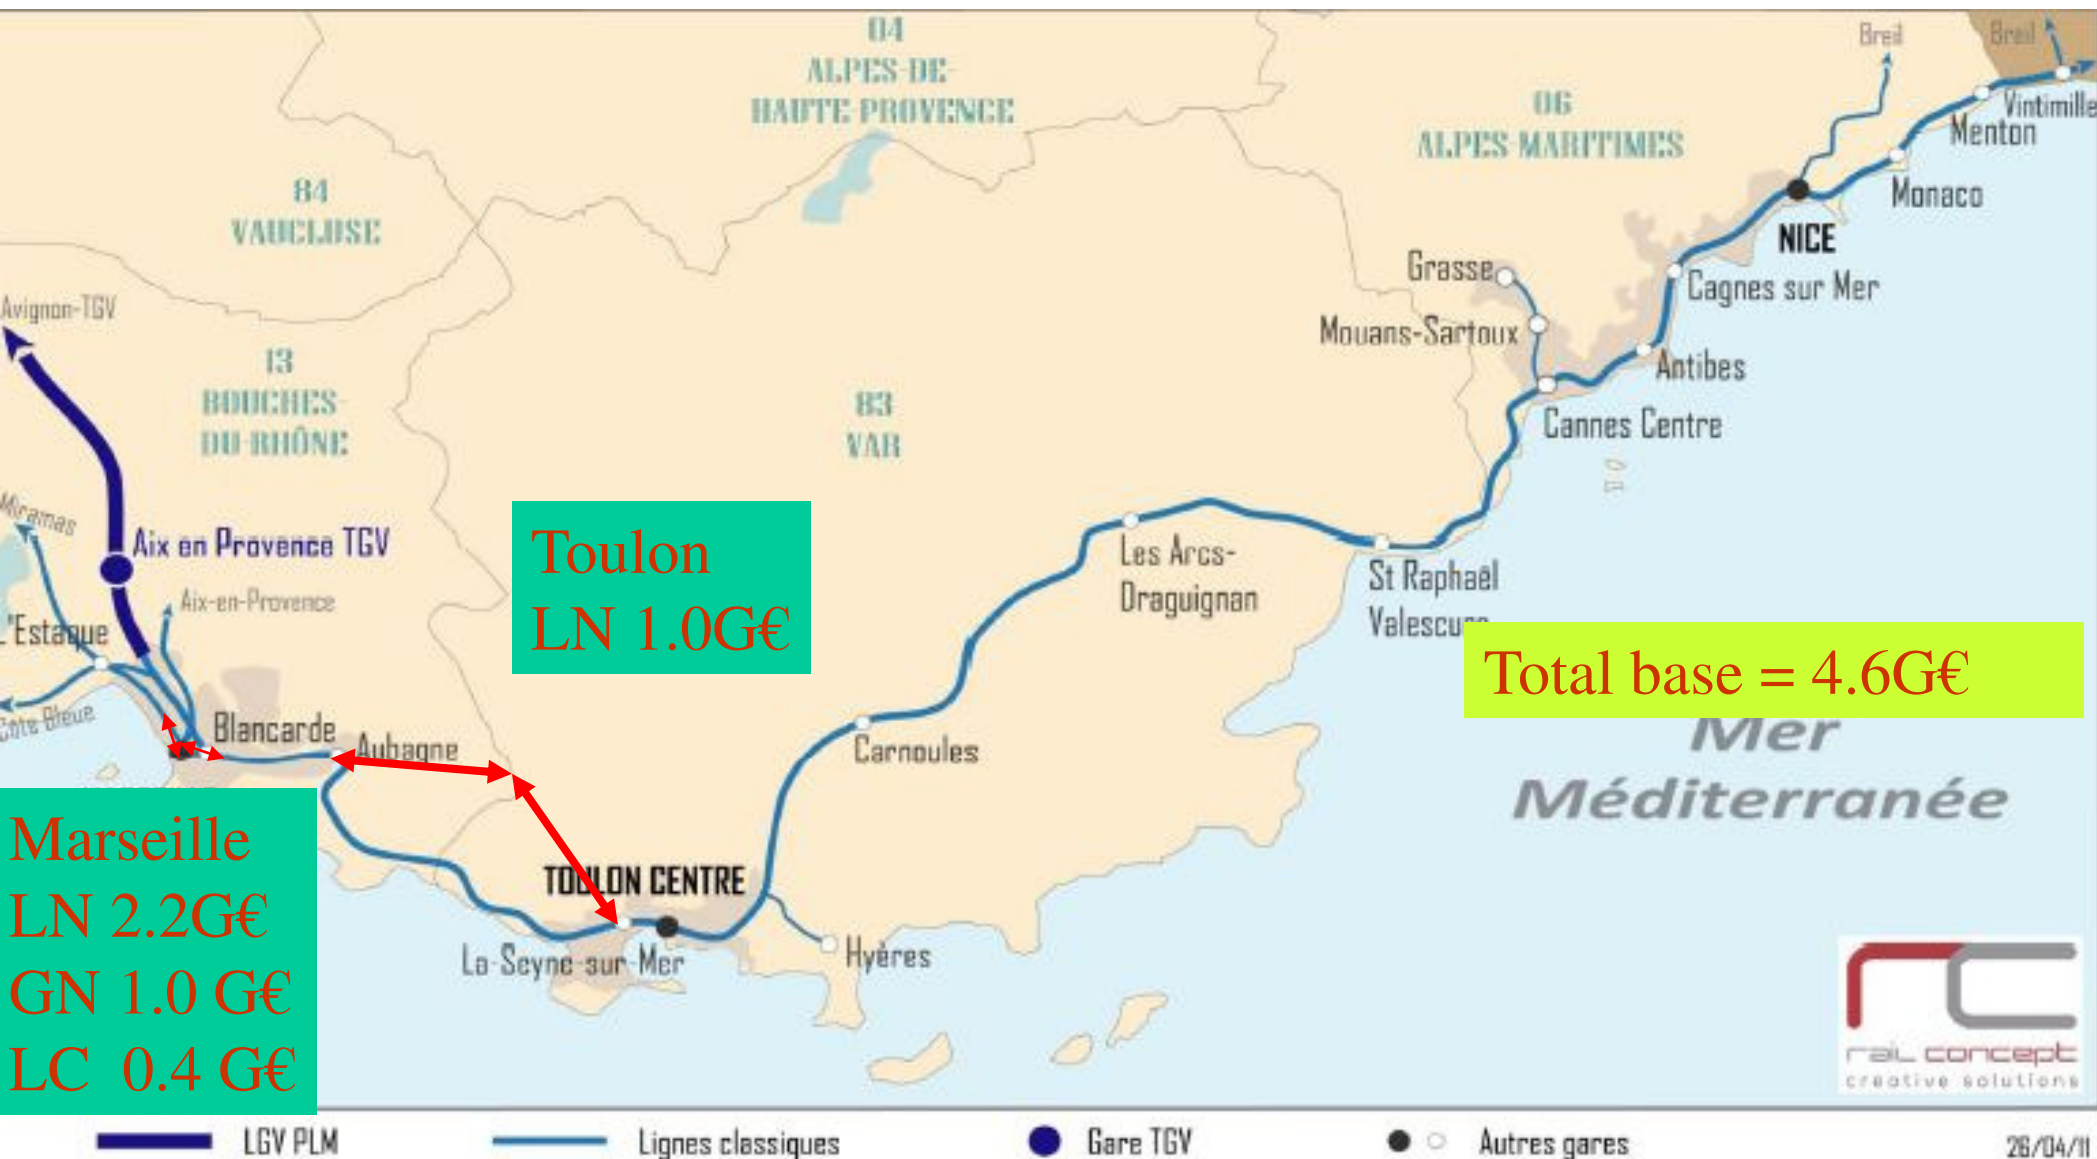 04
ALPES-DE-
HAUTE PROVENCE
Breil
Breil
06
ALPES MARITIMES
Vintimille
Menton
Monaco
84
VAUCLUSE
NICE
Grasse
Cagnes sur Mer
Avignon-TGV
Mouans-Sartoux
13
BOUCHES-
DU-RHÔNE
Antibes
83
VAR
Cannes Centre
Miramas
Aix en Provence TGV
Toulon
LN 1.0G€
Les Arcs-
Draguignan
St Raphaël
Aix-en-Provence
L'Estaque
Total base = 4.6G€
Côte Bleue
Blancarde
Aubagne
Carnoules
Mer
Méditerranée
Marseille
LN 2.2G€
GN 1.0 G€
LC 0.4 G€
TOULON CENTRE
La-Seyne-sur-Mer
Hyères
rail concept
creative solutions
LGV PLM
Lignes classiques
Gare TGV
Autres gares
26/04/11